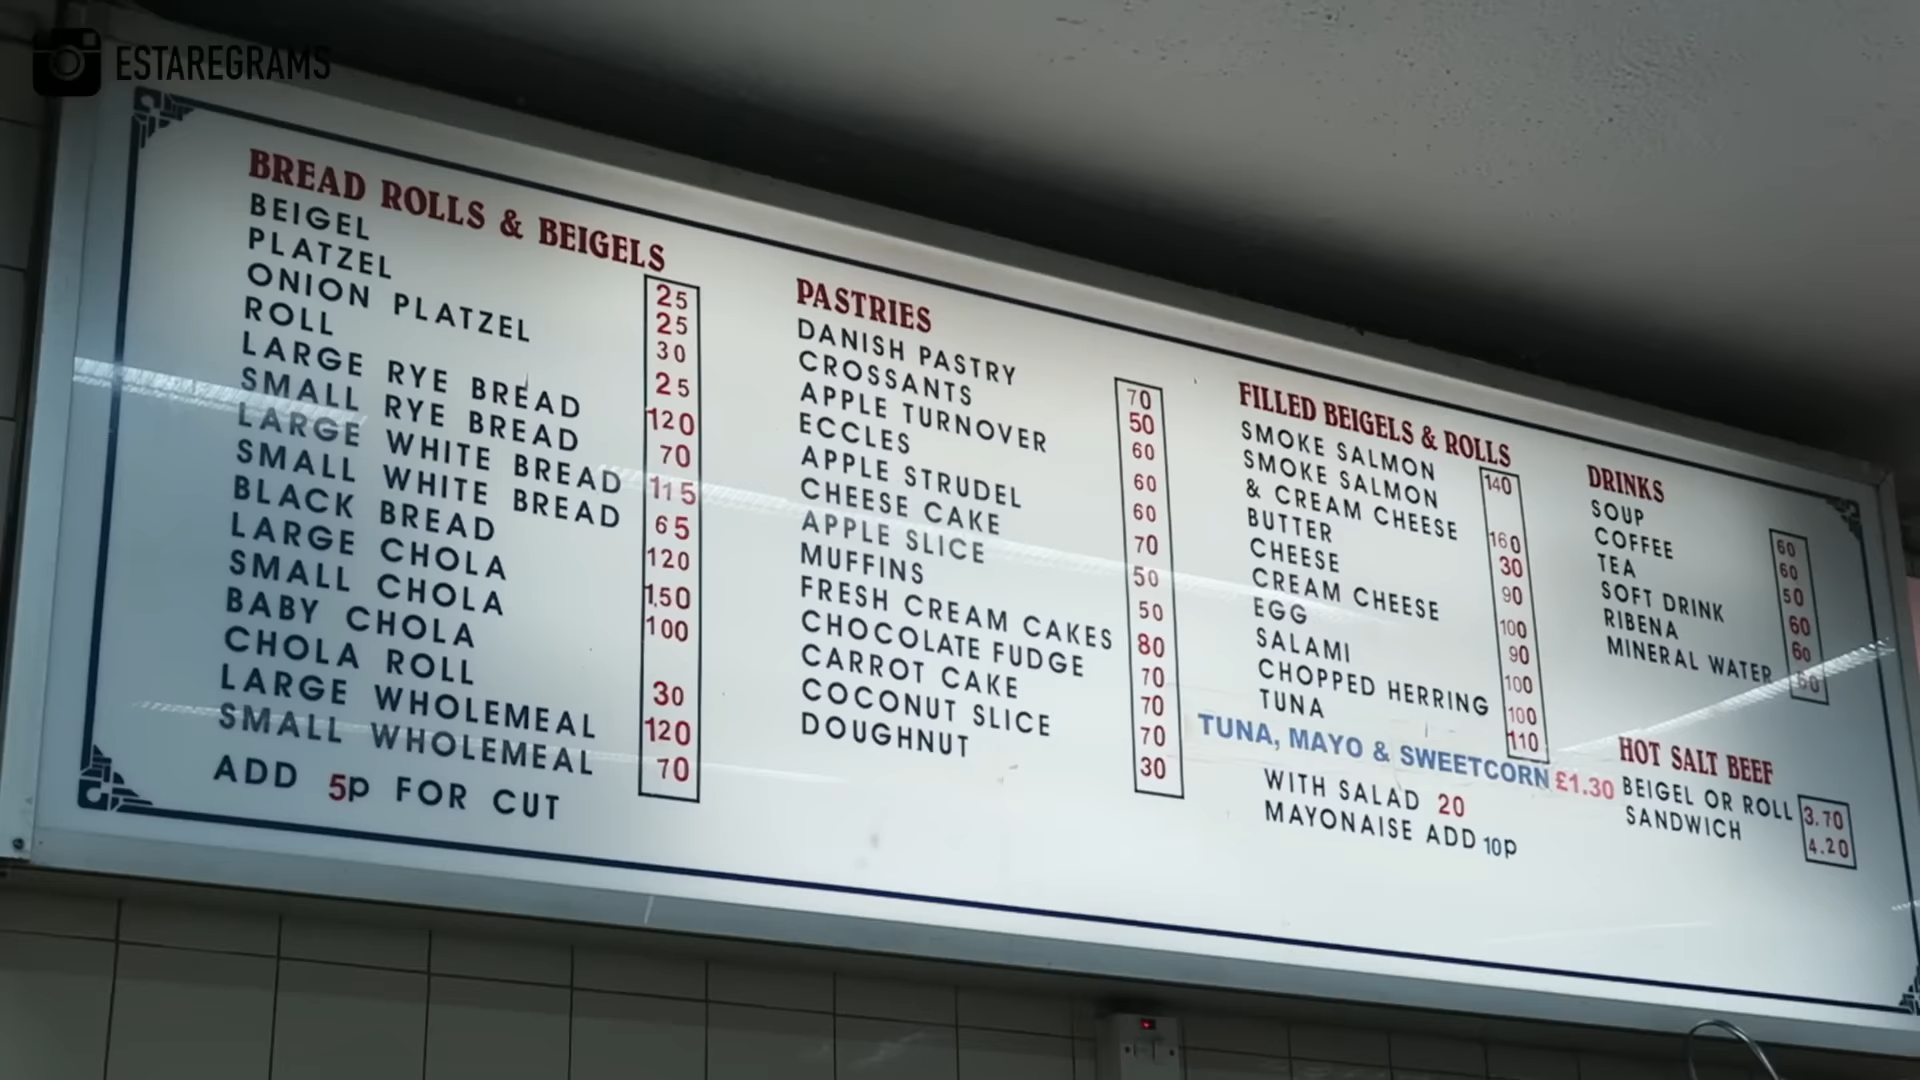 ESTAREGRAMS
BREAD ROLLS & BEIGELS
BEIGEL 25
PLATZEL 25
ONION PLATZEL 30
ROLL 25
LARGE RYE BREAD 120
SMALL RYE BREAD 70
LARGE WHITE BREAD 115
SMALL WHITE BREAD 65
BLACK BREAD 120
LARGE CHOLA 1.50
SMALL CHOLA 100
BABY CHOLA
CHOLA ROLL 30
LARGE WHOLEMEAL 120
SMALL WHOLEMEAL 70
ADD 5p FOR CUT
PASTRIES
DANISH PASTRY 70
CROSSANTS 50
APPLE TURNOVER 60
ECCLES 60
APPLE STRUDEL 60
CHEESE CAKE 70
APPLE SLICE 50
MUFFINS 50
FRESH CREAM CAKES 80
CHOCOLATE FUDGE 70
CARROT CAKE 70
COCONUT SLICE 70
DOUGHNUT 30
FILLED BEIGELS & ROLLS
SMOKE SALMON 140
SMOKE SALMON
& CREAM CHEESE 160
BUTTER 30
CHEESE 90
CREAM CHEESE 100
EGG 90
SALAMI 100
CHOPPED HERRING 100
TUNA 110
TUNA, MAYO & SWEETCORN £1.30
WITH SALAD 20
MAYONAISE ADD 10p
DRINKS
SOUP 60
COFFEE 60
TEA 50
SOFT DRINK 60
RIBENA 60
MINERAL WATER 60
HOT SALT BEEF
BEIGEL OR ROLL 3.70
SANDWICH 4.20